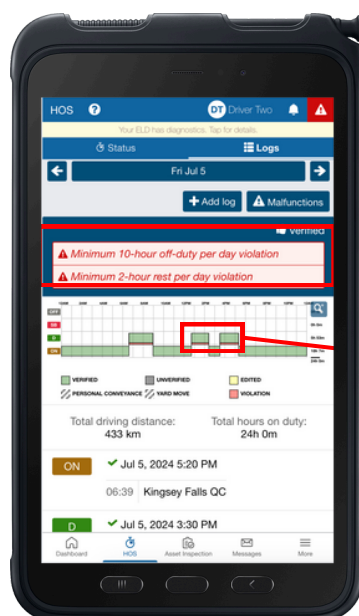 HOS ? DT Driver Two
Your ELD has diagnostics. Tap for details.
Status Logs
Fri Jul 5
+ Add log Malfunctions
Verified
Minimum 10-hour off-duty per day violation
Minimum 2-hour rest per day violation
OFF
SB
D
ON
VERIFIED UNVERIFIED EDITED
PERSONAL CONVEYANCE YARD MOVE VIOLATION
Total driving distance: Total hours on duty:
433 km 24h 0m
ON Jul 5, 2024 5:20 PM
06:39 Kingsey Falls QC
D Jul 5, 2024 3:30 PM
Dashboard HOS Asset Inspection Messages More